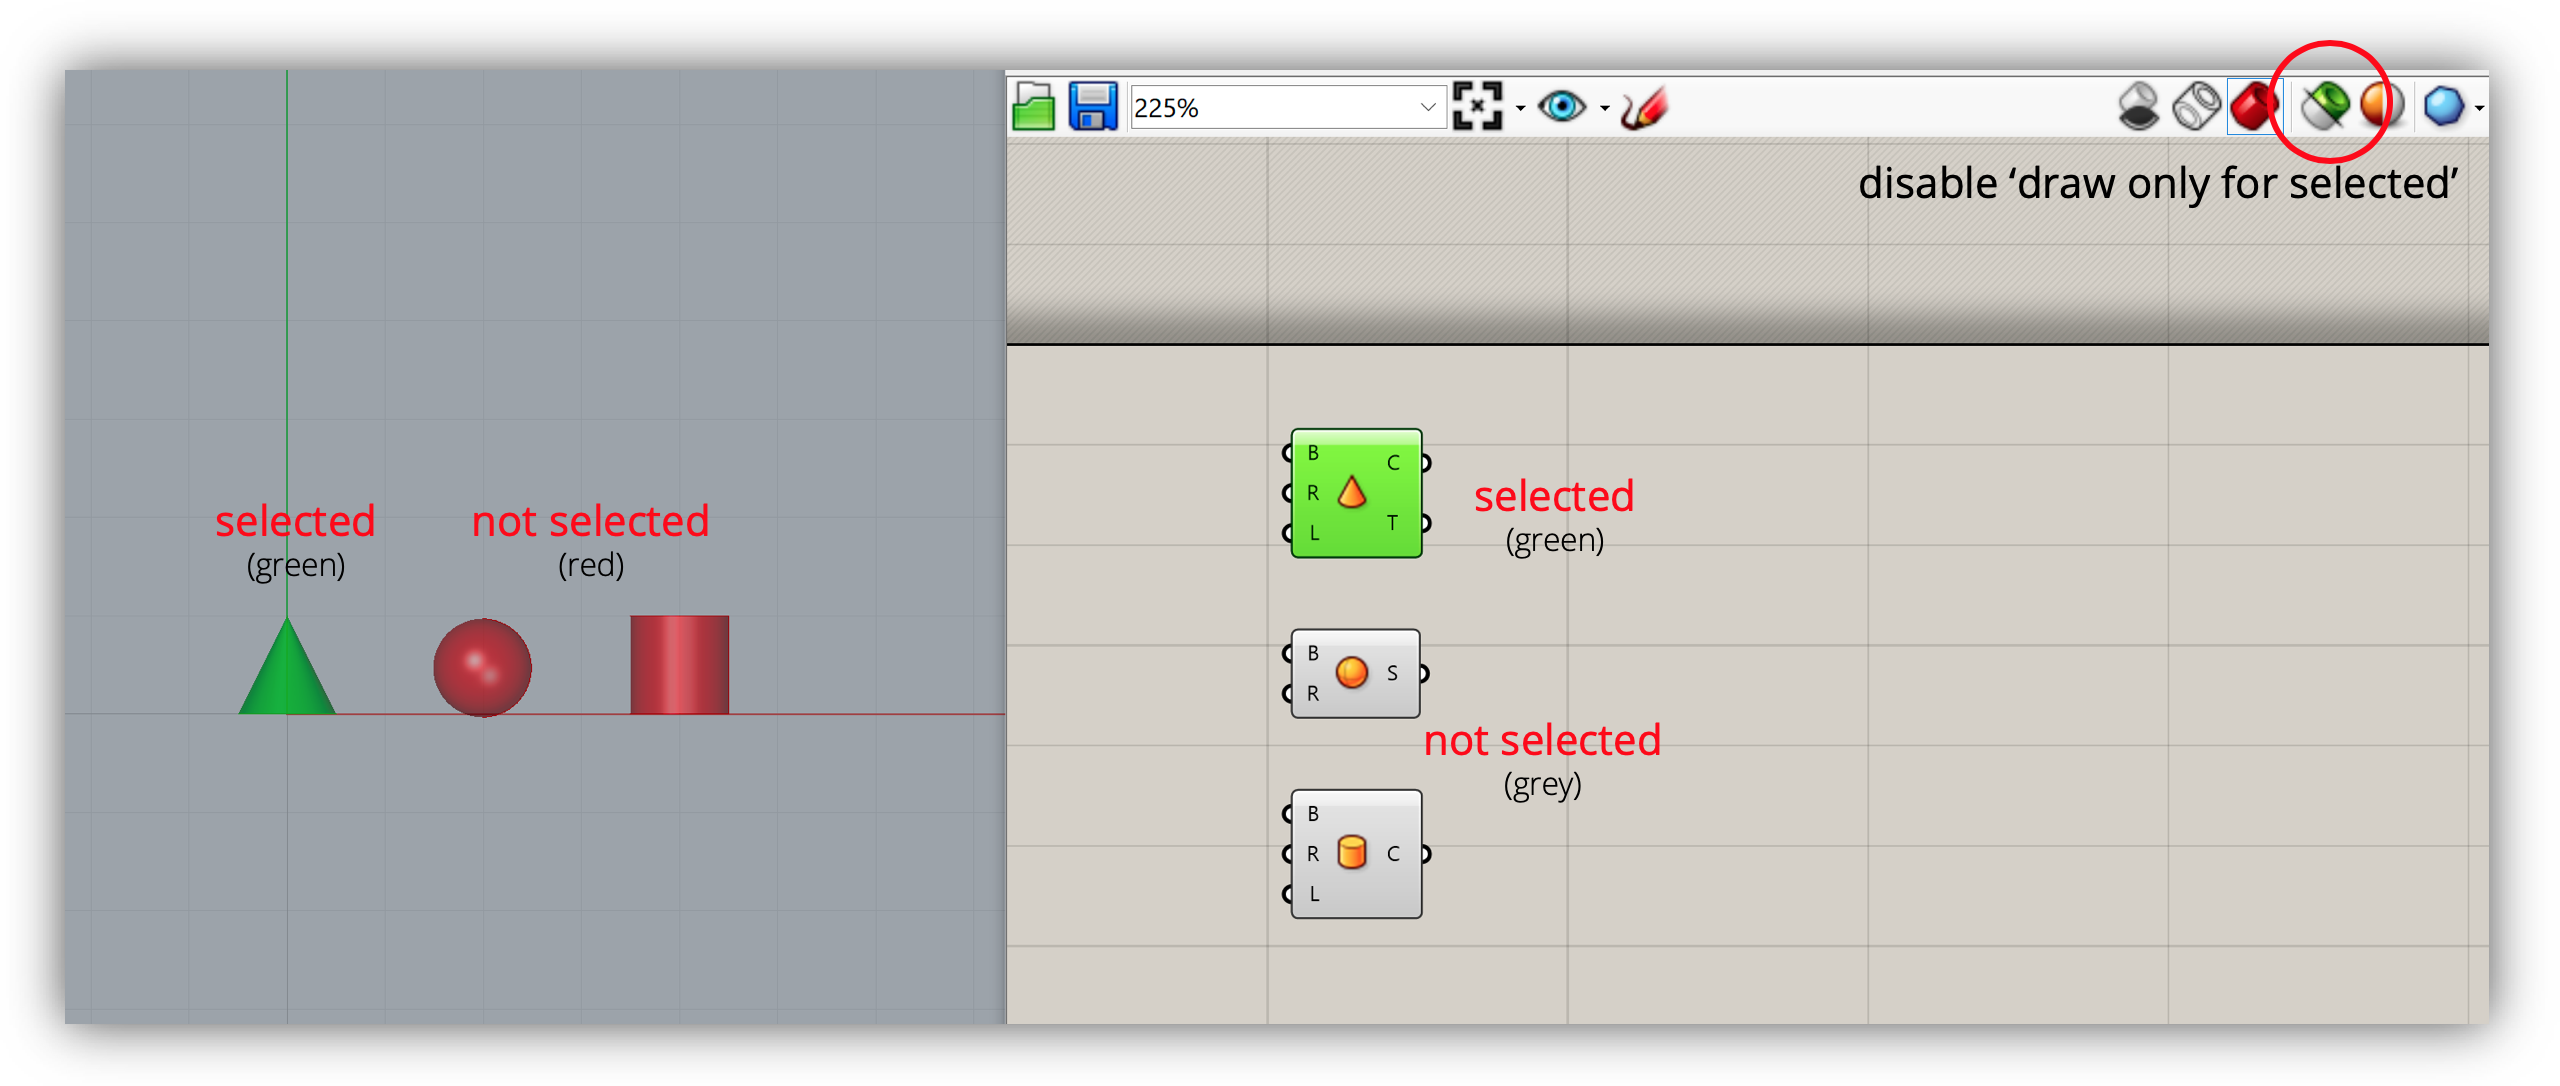 225%
disable ‘draw only for selected’
selected
(green)
not selected
(red)
B
R
L
C
T
selected
(green)
B
R
S
not selected
(grey)
B
R
L
C